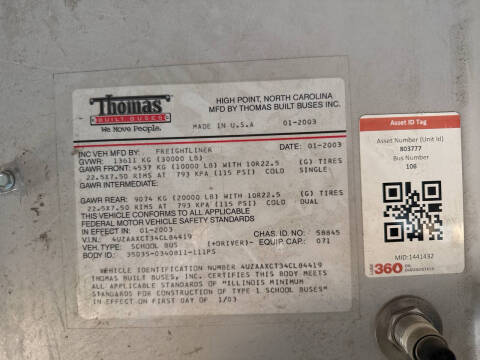 Thomas
BUILT BUSES
We Move People.
HIGH POINT, NORTH CAROLINA
MFD BY THOMAS BUILT BUSES INC.
MADE IN U.S.A 01-2003
INC VEH MFD BY: FREIGHTLINER DATE: 01-2003
GVWR: 13611 KG (30000 LB)
GAWR FRONT: 4537 KG (10000 LB) WITH 10R22.5 (G) TIRES
22.5X7.50 RIMS AT 793 KPA (115 PSI) COLD SINGLE
GAWR INTERMEDIATE:
GAWR REAR: 9074 KG (20000 LB) WITH 10R22.5 (G) TIRES
22.5X7.50 RIMS AT 793 KPA (115 PSI) COLD DUAL
THIS VEHICLE CONFORMS TO ALL APPLICABLE
FEDERAL MOTOR VEHICLE SAFETY STANDARDS
IN EFFECT IN 01-2003
V.I.N.: 4UZAAXCT34CL84419 CHAS. ID NO.: 58845
VEH. TYPE: SCHOOL BUS (+DRIVER)- EQUIP CAP.: 071
BODY ID: 35035-0340811-111PS
VEHICLE IDENTIFICATION NUMBER 4UZAAXCT34CL84419
THOMAS BUILT BUSES, INC. CERTIFIES THIS BODY MEETS
ALL APPLICABLE STANDARDS OF "ILLINOIS MINIMUM
STANDARDS FOR CONSTRUCTION OF TYPE I SCHOOL BUSES"
IN EFFECT ON FIRST DAY OF 1/03
Asset ID Tag
Asset Number (Unit Id)
803777
Bus Number
108
MID:1441432
360